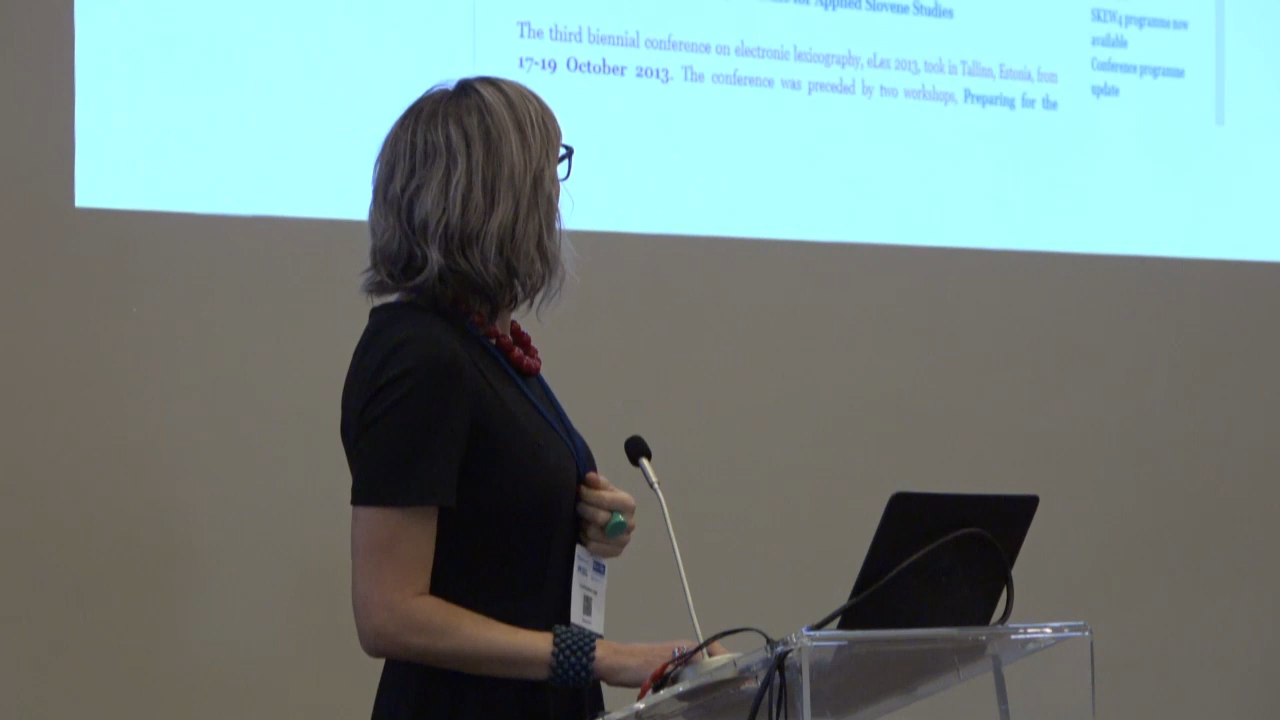 for Applied Slovene Studies
The third biennial conference on electronic lexicography, eLex 2013, took in Tallinn, Estonia, from
17-19 October 2013. The conference was preceded by two workshops, Preparing for the
SKEW4 programme now
available
Conference programme
update